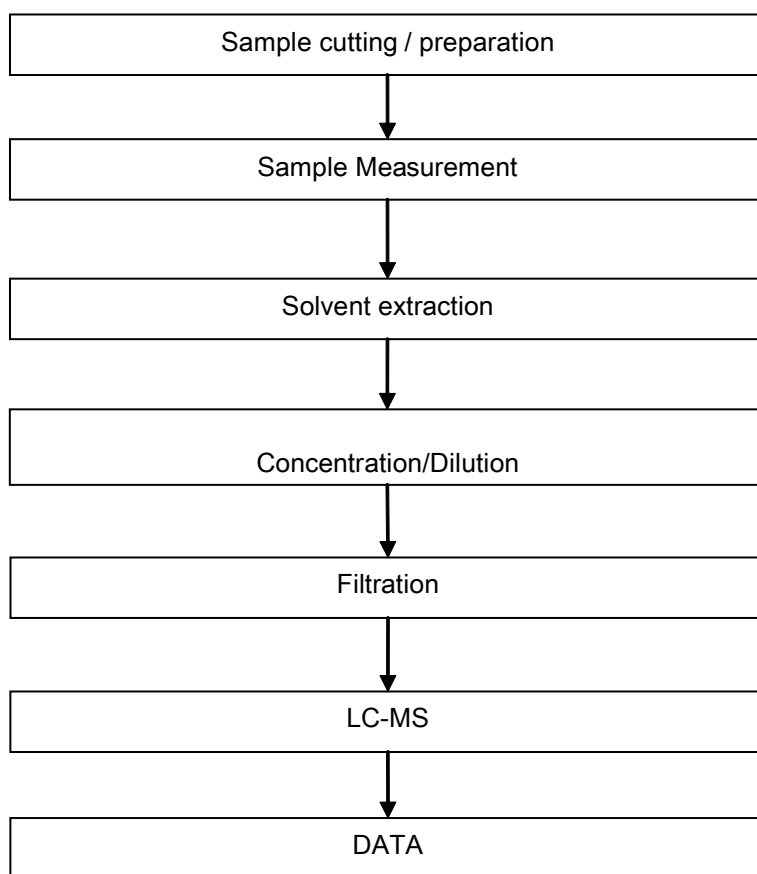 Sample cutting / preparation
Sample Measurement
Solvent extraction
Concentration/Dilution
Filtration
LC-MS
DATA